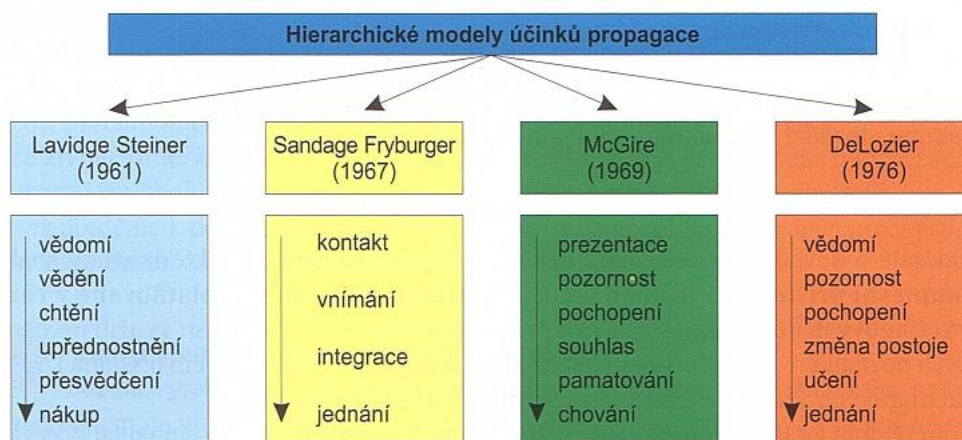 Hierarchické modely účinků propagace
Lavidge Steiner
(1961)
Sandage Fryburger
(1967)
McGire
(1969)
DeLozier
(1976)
vědomí
vědění
chtění
upřednostnění
přesvědčení
nákup
kontakt
vnímání
integrace
jednání
prezentace
pozornost
pochopení
souhlas
pamatování
chování
vědomí
pozornost
pochopení
změna postoje
učení
jednání